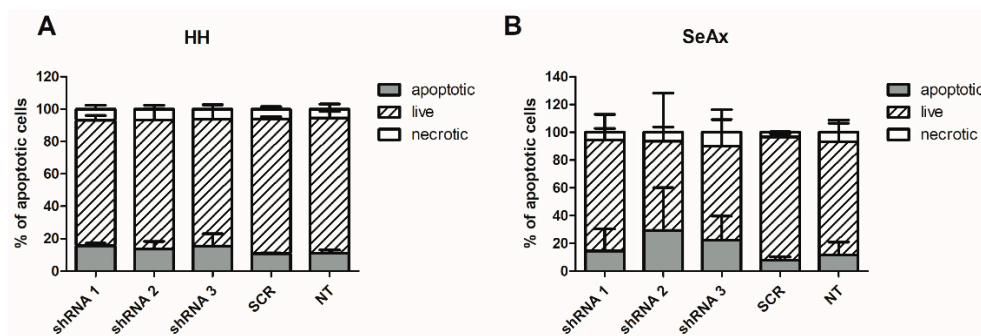 A
HH
% of apoptotic cells
120
100
80
60
40
20
0
shRNA 1
shRNA 2
shRNA 3
SCR
NT
apoptotic
live
necrotic
B
SeAx
% of apoptotic cells
140
120
100
80
60
40
20
0
shRNA 1
shRNA 2
shRNA 3
SCR
NT
apoptotic
live
necrotic